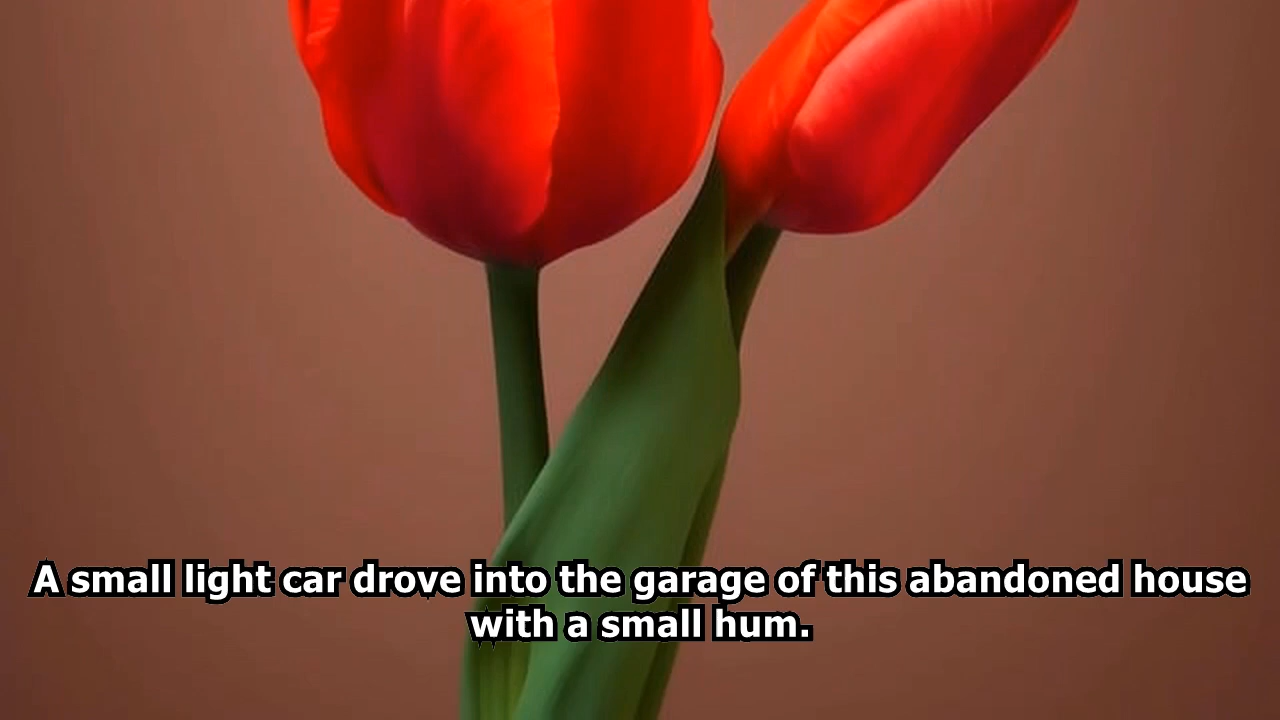 A small light car drove into the garage of this abandoned house
with a small hum.